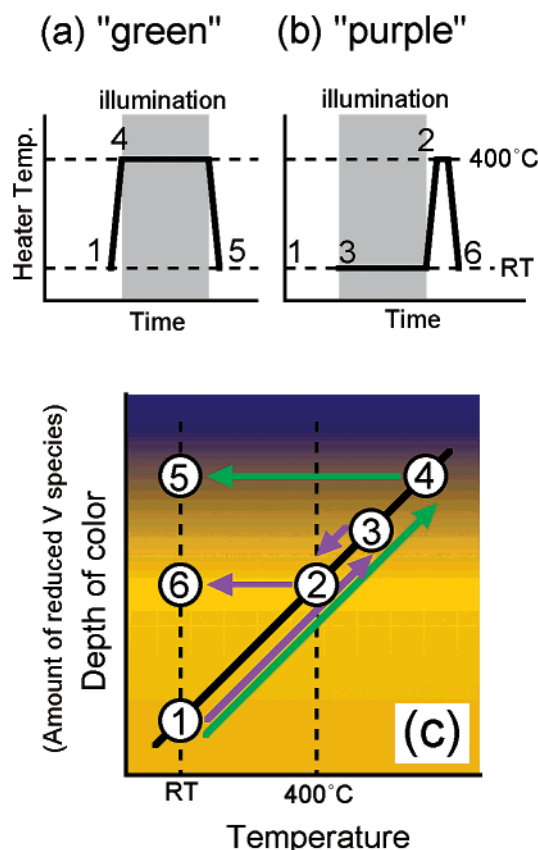 (a) "green"
(b) "purple"
illumination
illumination
4
2
400°C
Heater Temp.
1
5
1
3
6
RT
Time
Time
(Amount of reduced V species)
Depth of color
5
4
3
6
2
1
(c)
RT
400°C
Temperature